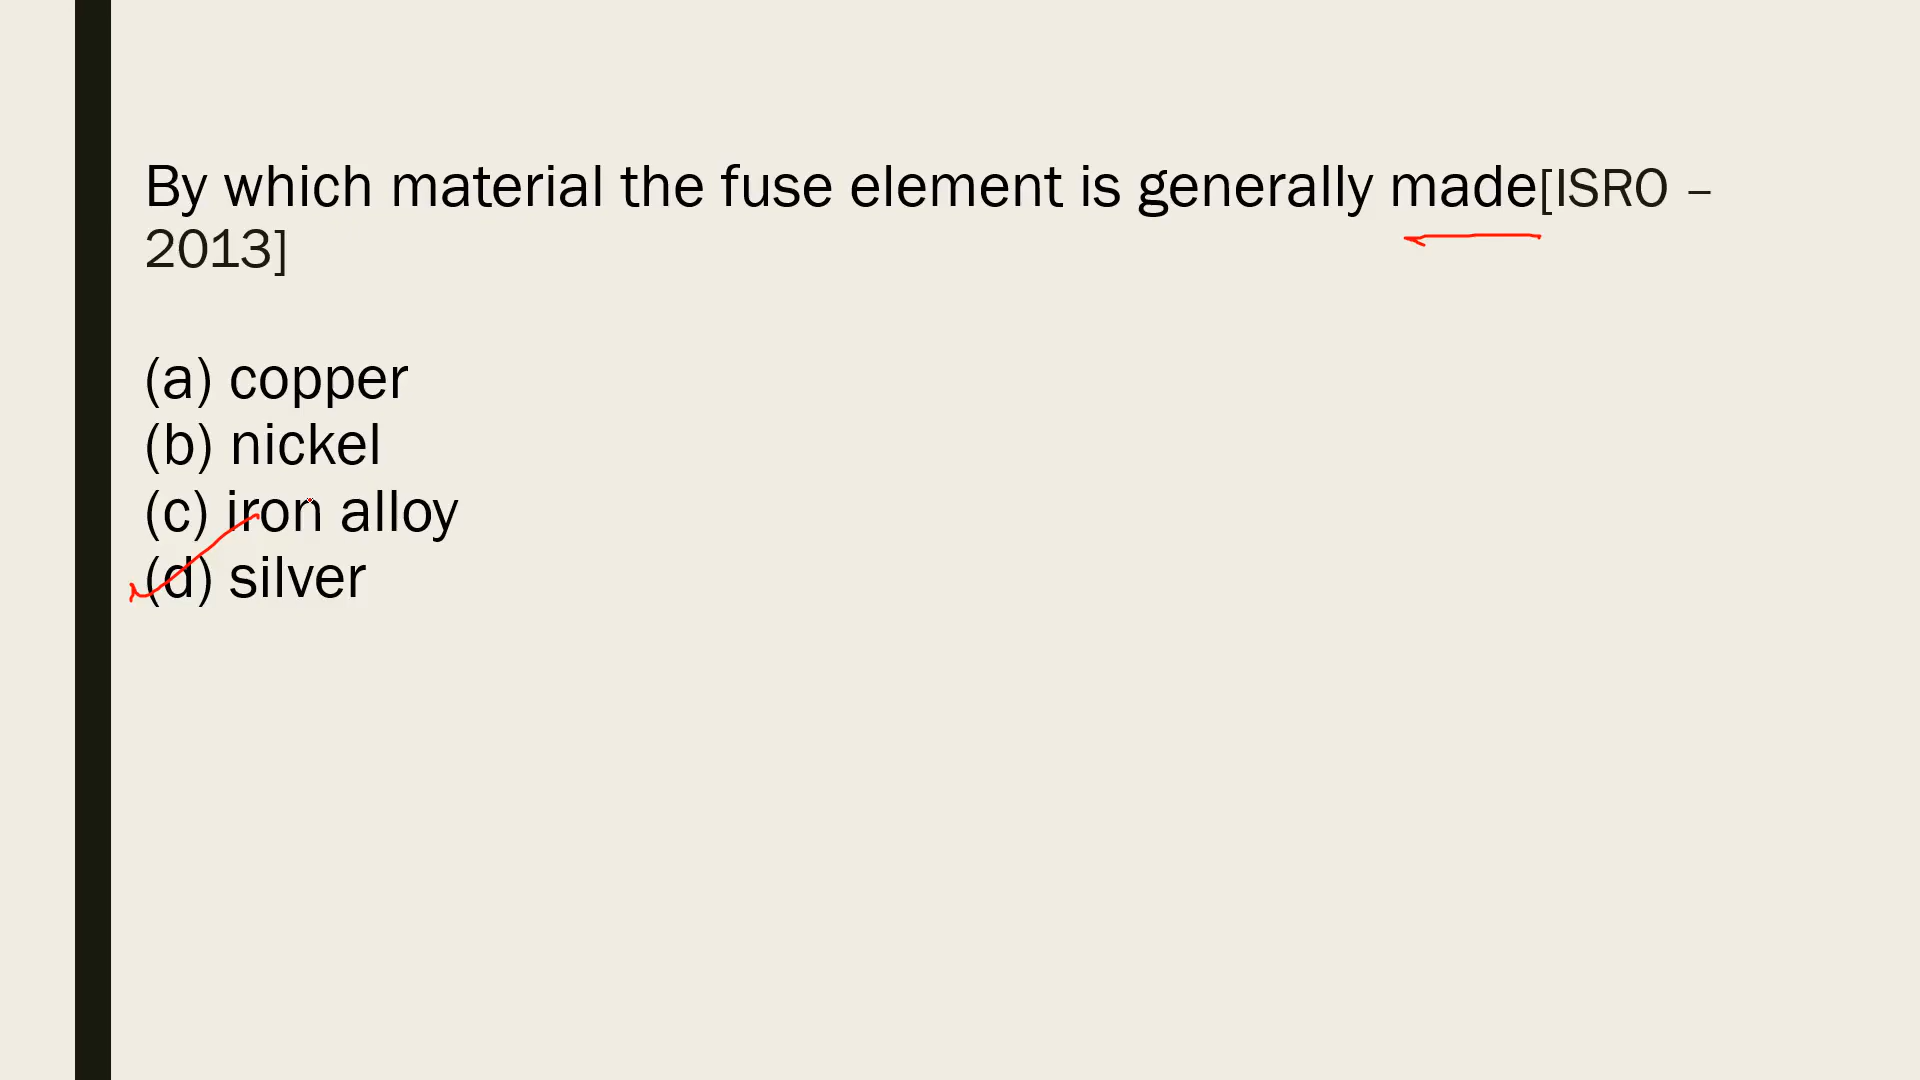 By which material the fuse element is generally made[ISRO –
2013]
(a) copper
(b) nickel
(c) iron alloy
(d) silver